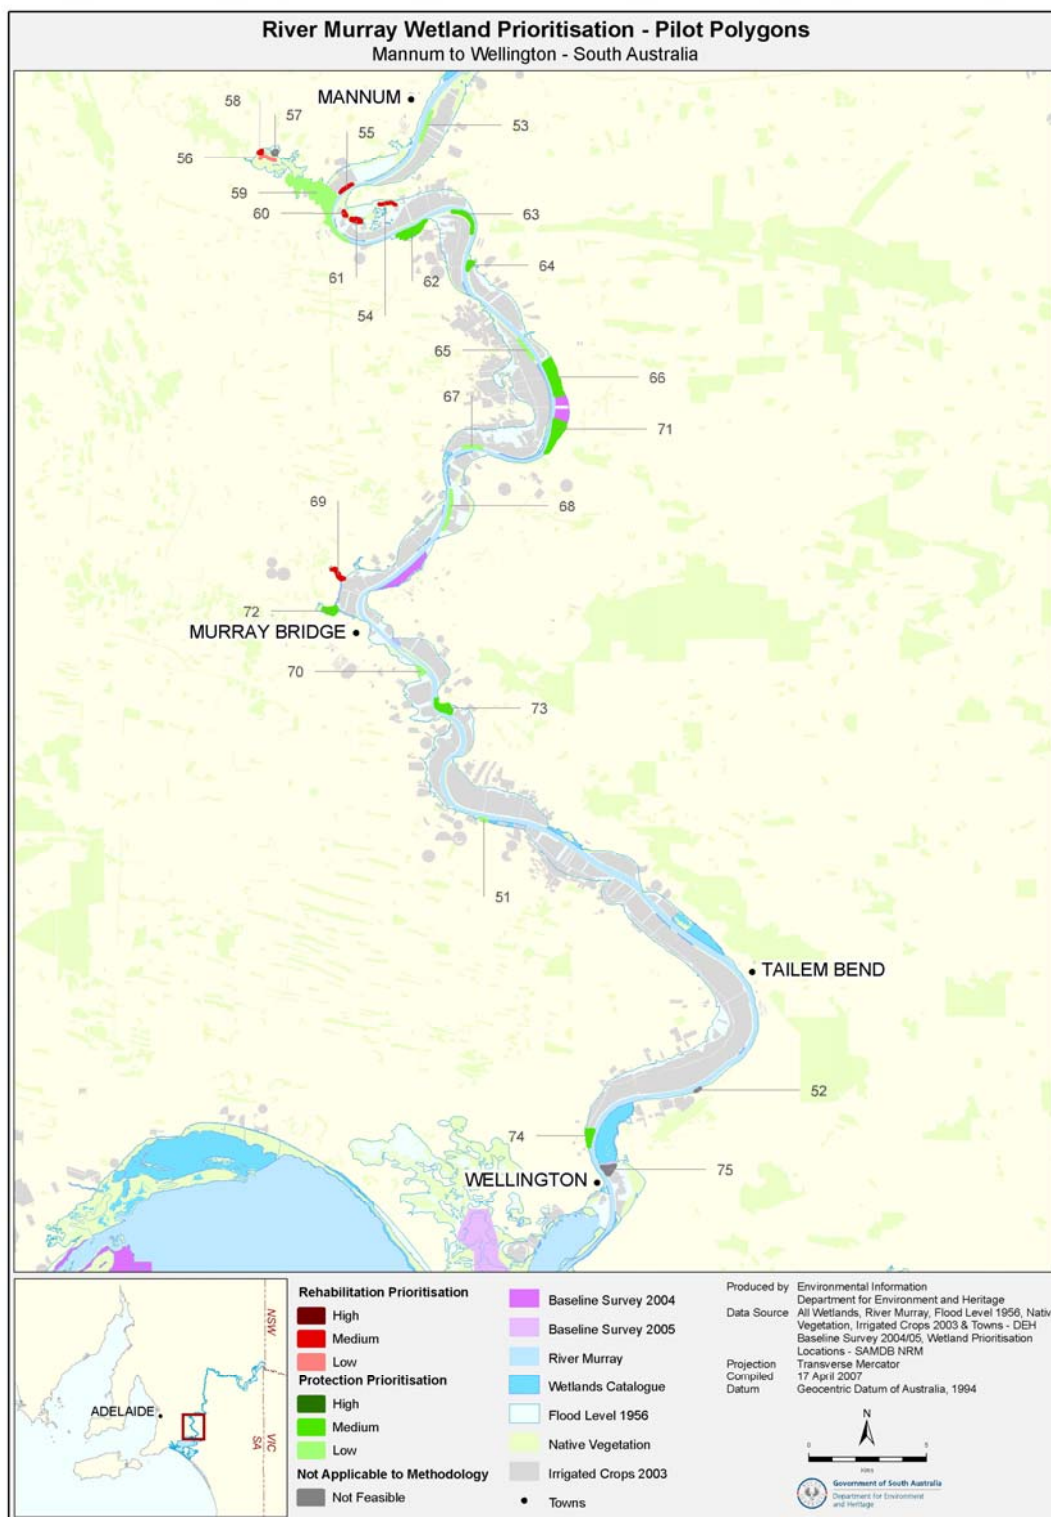 River Murray Wetland Prioritisation - Pilot Polygons
Mannum to Wellington - South Australia
MANNUM
58
57
55
53
56
59
60
63
61
62
64
54
65
66
67
71
69
68
72
MURRAY BRIDGE
70
73
51
TAILEM BEND
52
74
75
WELLINGTON
NSW
ADELAIDE
VIC
SA
Rehabilitation Prioritisation
High
Medium
Low
Protection Prioritisation
High
Medium
Low
Not Applicable to Methodology
Not Feasible
Baseline Survey 2004
Baseline Survey 2005
River Murray
Wetlands Catalogue
Flood Level 1956
Native Vegetation
Irrigated Crops 2003
Towns
Produced by Environmental Information
Department for Environment and Heritage
Data Source All Wetlands, River Murray, Flood Level 1956, Nativ
Vegetation, Irrigated Crops 2003 & Towns - DEH
Baseline Survey 2004/05, Wetland Prioritisation
Locations - SAMDB NRM
Projection Transverse Mercator
Compiled 17 April 2007
Datum Geocentric Datum of Australia, 1994
N
0 5
Government of South Australia
Department for Environment
and Heritage